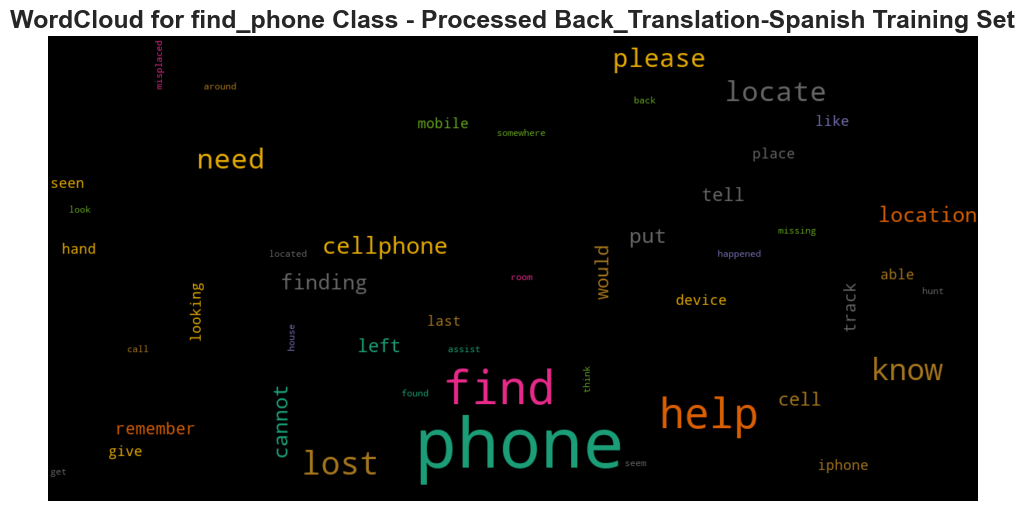 WordCloud for find_phone Class - Processed Back_Translation-Spanish Training Set
misplaced
around
please
back
locate
mobile
somewhere
like
need
place
seen
tell
look
location
hand
cellphone
put
missing
located
happened
finding
room
would
able
looking
device
track
hunt
last
house
left
call
assist
know
find
think
found
cell
cannot
help
remember
phone
give
lost
get
seem
iphone